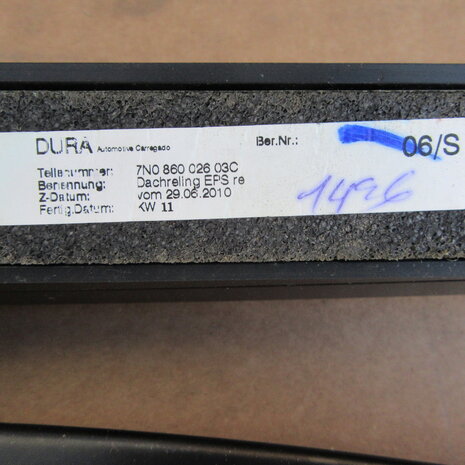 DURA Automotive Carregado Ber.Nr.: 06/S
Teilenummer: 7N0 860 026 03C
Benennung: Dachreling EPS re
Z-Datum: vom 29.06.2010
Fertig.Datum: KW 11
1496